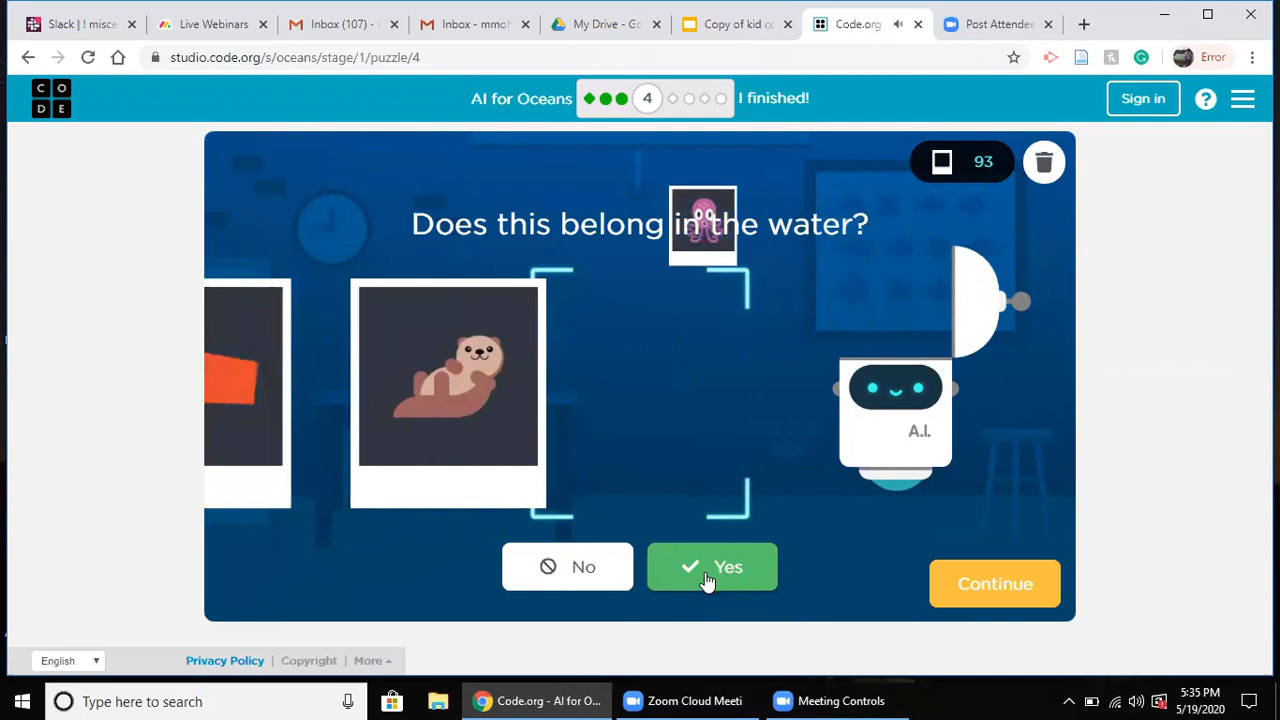 Slack | ! misce
Live Webinars
Inbox (107) -
Inbox - mmoh
My Drive - Go
Copy of kid co
Code.org
Post Attendee
studio.code.org/s/oceans/stage/1/puzzle/4
Error
CODE
AI for Oceans
4
I finished!
Sign in
?
93
Does this belong in the water?
A.I.
No
Yes
Continue
English
Privacy Policy | Copyright | More
Type here to search
Code.org - AI for O...
Zoom Cloud Meeti
Meeting Controls
5:35 PM
5/19/2020